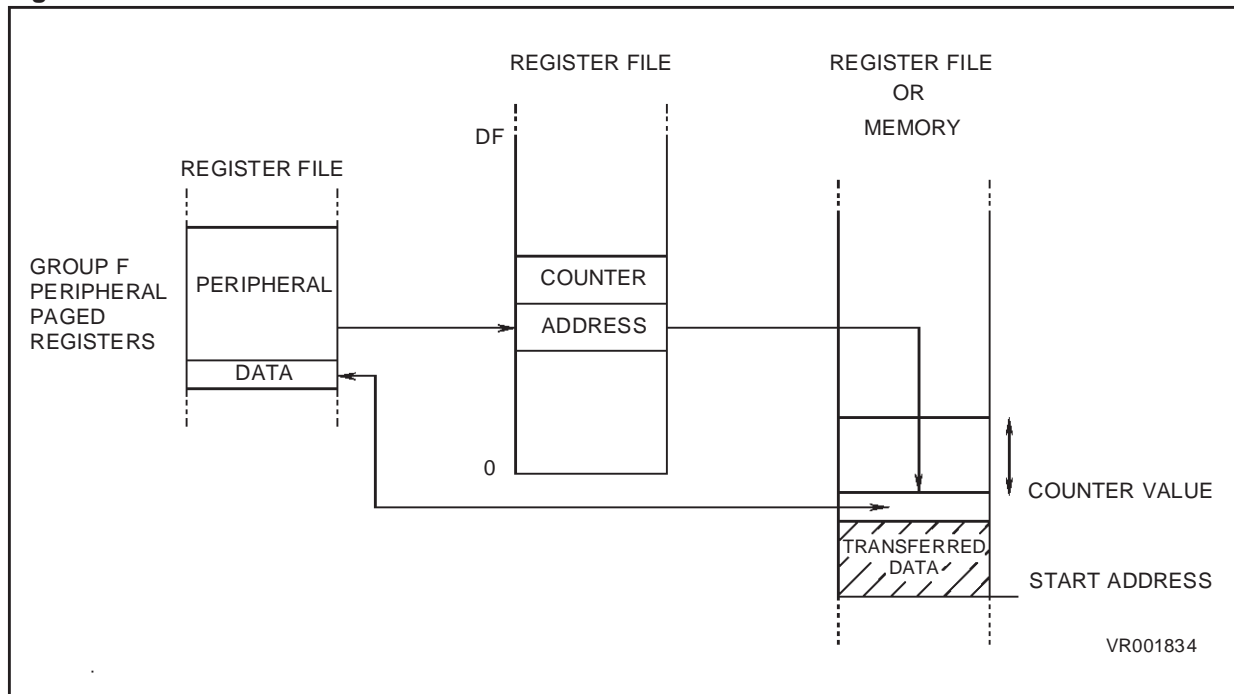 REGISTER FILE
REGISTER FILE
OR
MEMORY
DF
REGISTER FILE
GROUP F
PERIPHERAL
PAGED
REGISTERS
PERIPHERAL
DATA
COUNTER
ADDRESS
0
COUNTER VALUE
TRANSFERRED
DATA
START ADDRESS
VR001834